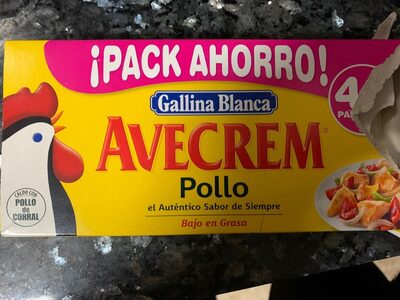 ¡PACK AHORRO!
Gallina Blanca
AVECREM®
Pollo
el Auténtico Sabor de Siempre
Bajo en Grasa
CALDO CON
POLLO
de
CORRAL
4